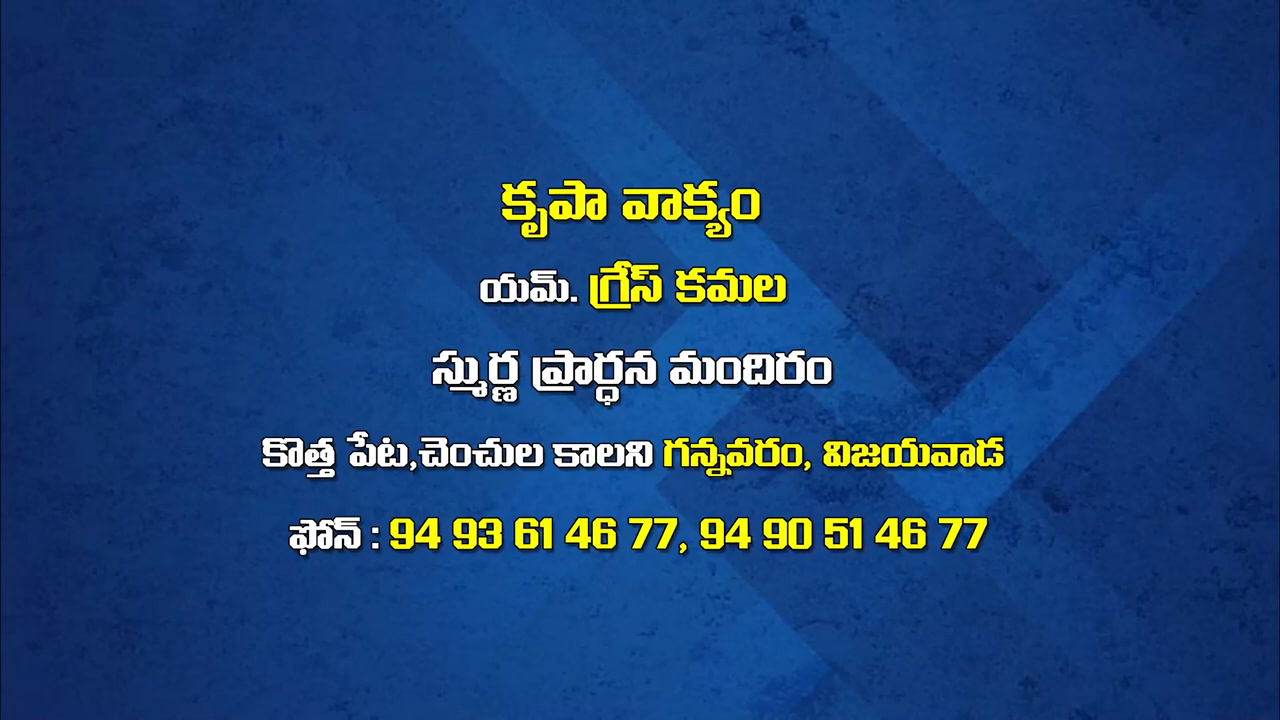 కృపా వాక్యం
యమ్. గ్రేస్ కమల
స్ముర్ణ ప్రార్ధన మందిరం
కొత్త పేట,చెంచుల కాలని గన్నవరం, విజయవాడ
ఫోన్ : 94 93 61 46 77, 94 90 51 46 77